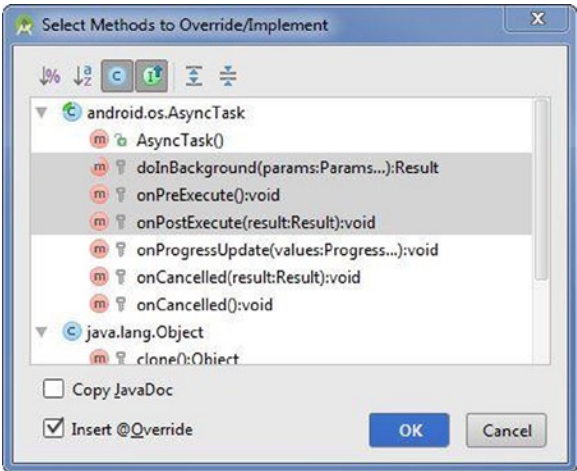 Select Methods to Override/Implement
android.os.AsyncTask
AsyncTask()
doInBackground(params:Params...):Result
onPreExecute():void
onPostExecute(result:Result):void
onProgressUpdate(values:Progress...):void
onCancelled(result:Result):void
onCancelled():void
java.lang.Object
clone():Object
Copy JavaDoc
Insert @Override
OK
Cancel